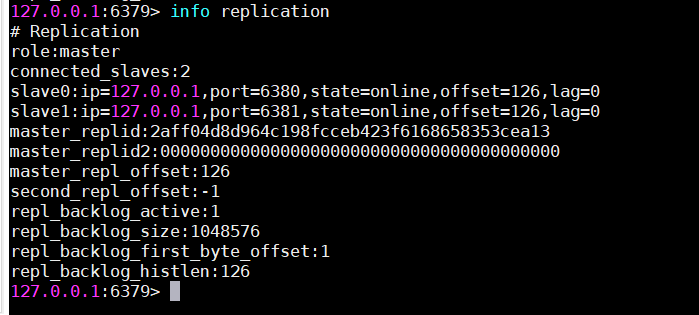 127.0.0.1:6379> info replication
# Replication
role:master
connected_slaves:2
slave0:ip=127.0.0.1,port=6380,state=online,offset=126,lag=0
slave1:ip=127.0.0.1,port=6381,state=online,offset=126,lag=0
master_replid:2aff04d8d964c198fcceb423f6168658353cea13
master_replid2:0000000000000000000000000000000000000000
master_repl_offset:126
second_repl_offset:-1
repl_backlog_active:1
repl_backlog_size:1048576
repl_backlog_first_byte_offset:1
repl_backlog_histlen:126
127.0.0.1:6379>